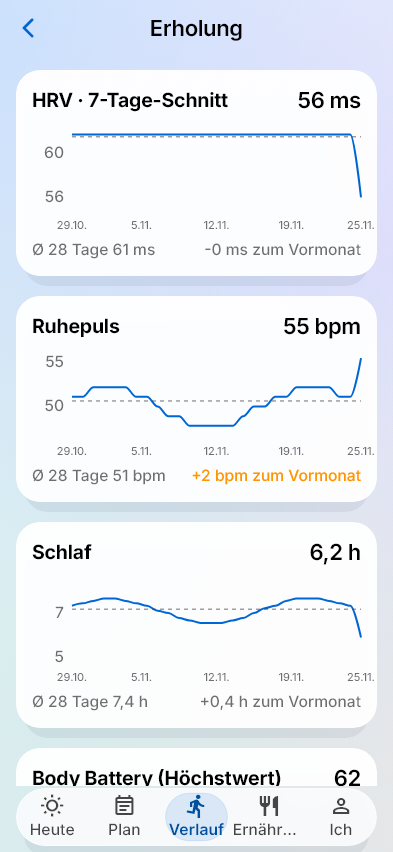 Erholung
HRV · 7-Tage-Schnitt 56 ms
60
56
29.10. 5.11. 12.11. 19.11. 25.11.
Ø 28 Tage 61 ms -0 ms zum Vormonat
Ruhepuls 55 bpm
55
50
29.10. 5.11. 12.11. 19.11. 25.11.
Ø 28 Tage 51 bpm +2 bpm zum Vormonat
Schlaf 6,2 h
7
5
29.10. 5.11. 12.11. 19.11. 25.11.
Ø 28 Tage 7,4 h +0,4 h zum Vormonat
Body Battery (Höchstwert) 62
Heute Plan Verlauf Ernähr... Ich